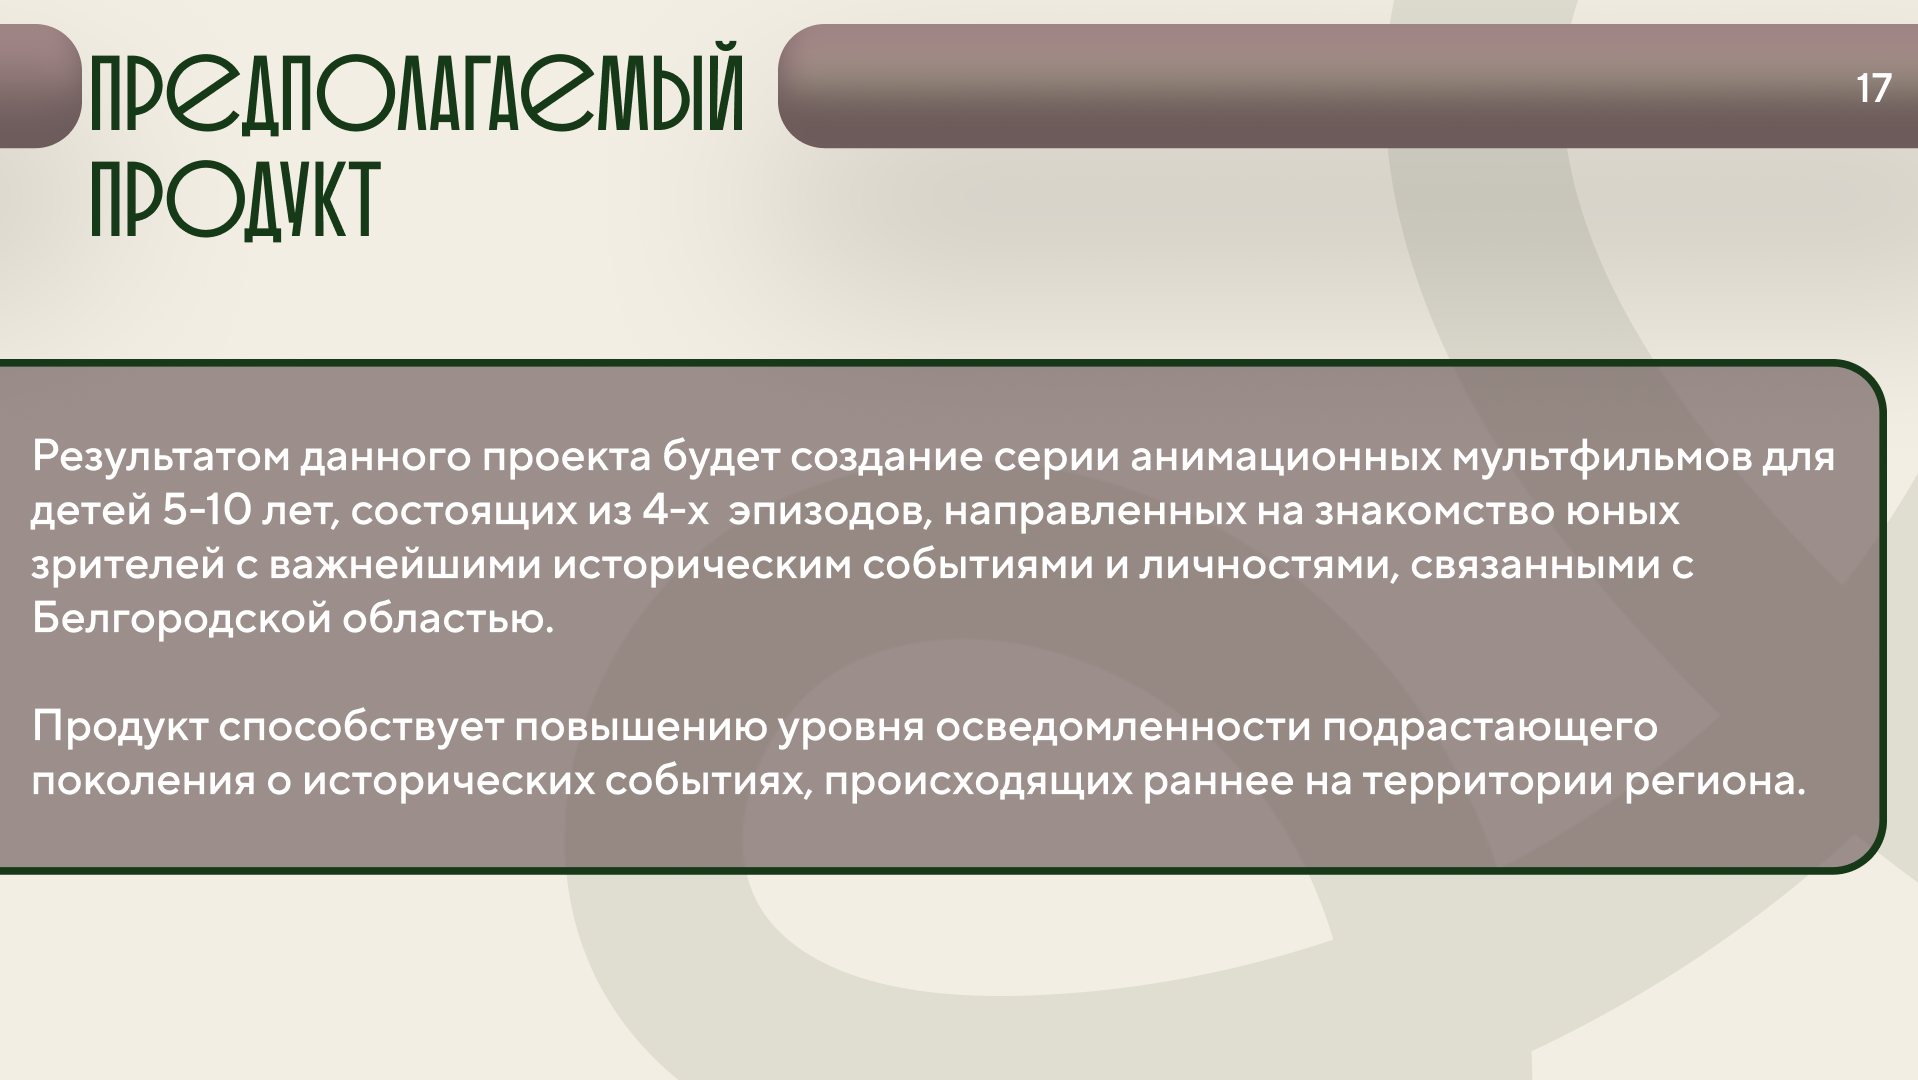 ПРЕДПОЛАГАЕМЫЙ
17
ПРОДУКТ
Результатом данного проекта будет создание серии анимационных мультфильмов для
детей 5-10 лет, состоящих из 4-х эпизодов, направленных на знакомство юных
зрителей с важнейшими историческим событиями и личностями, связанными с
Белгородской областью.
Продукт способствует повышению уровня осведомленности подрастающего
поколения о исторических событиях, происходящих раннее на территории региона.